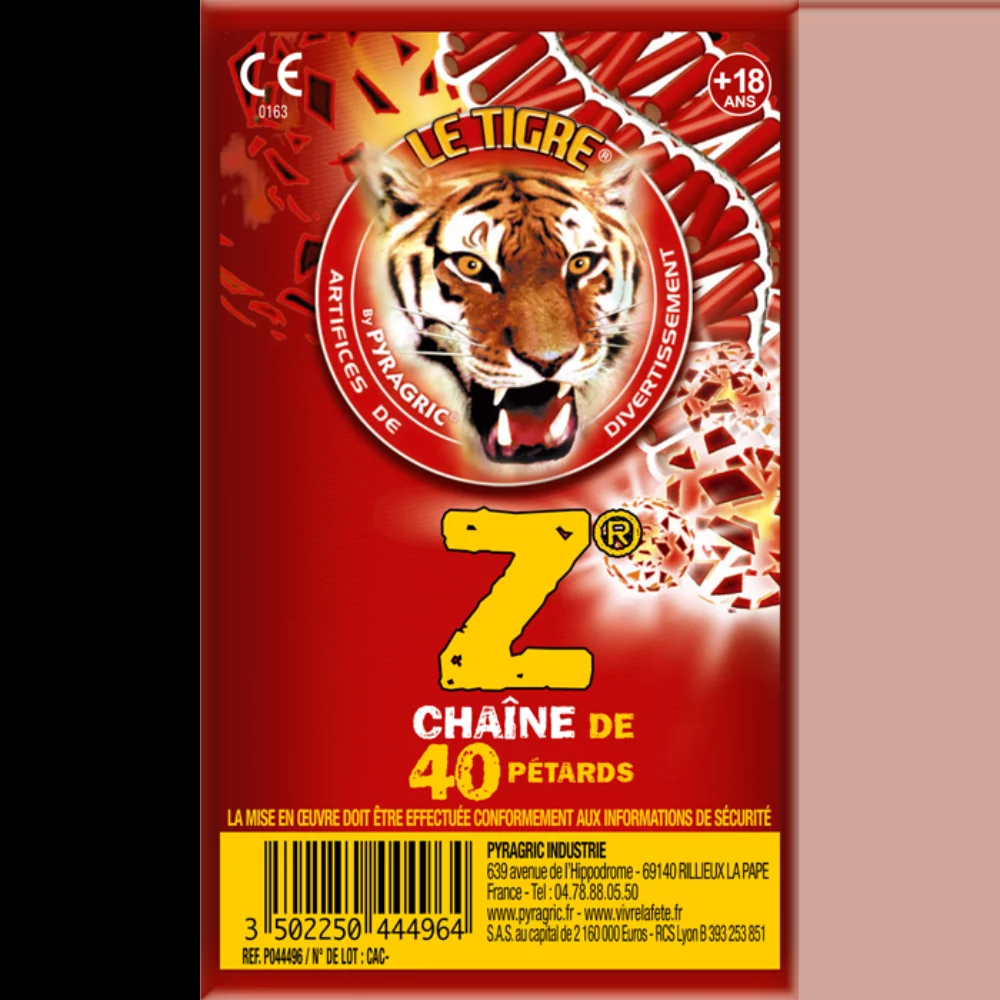 CE
0163
+18
ANS
LE TIGRE®
ARTIFICES DE
By PYRAGRIC®
DIVERTISSEMENT
Z®
CHAÎNE DE
40 PÉTARDS
LA MISE EN ŒUVRE DOIT ÊTRE EFFECTUÉE CONFORMEMENT AUX INFORMATIONS DE SÉCURITÉ
PYRAGRIC INDUSTRIE
639 avenue de l'Hippodrome - 69140 RILLIEUX LA PAPE
France - Tel : 04.78.88.05.50
www.pyragric.fr - www.vivrelafete.fr
S.A.S. au capital de 2 160 000 Euros - RCS Lyon B 393 253 851
3 502250 444964
REF. P044496 / N° DE LOT : CAC-